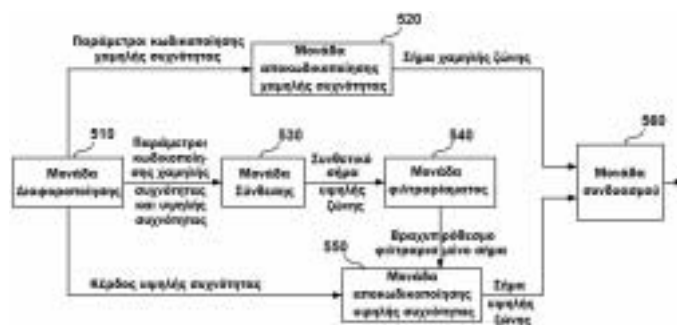 520
Παράμετροι κωδικοποίησης
χαμηλής συχνότητας
Μονάδα
αποκωδικοποίησης
χαμηλής συχνότητας
Σήμα χαμηλής ζώνης
510
Μονάδα
Διαφοροποίησης
Παράμετροι
κωδικοποίη-
σης χαμηλής
συχνότητας
και υψηλής
συχνότητας
530
Μονάδα
Σύνθεσης
Συνθετικό
σήμα
υψηλής
ζώνης
540
Μονάδα
φιλτραρίσματος
560
Μονάδα
συνδυασμού
Βραχυπρόθεσμο
φιλτραρισμένο σήμα
550
Κέρδος υψηλής συχνότητας
Μονάδα
αποκωδικοποίησης
υψηλής συχνότητας
Σήμα
υψηλής
ζώνης